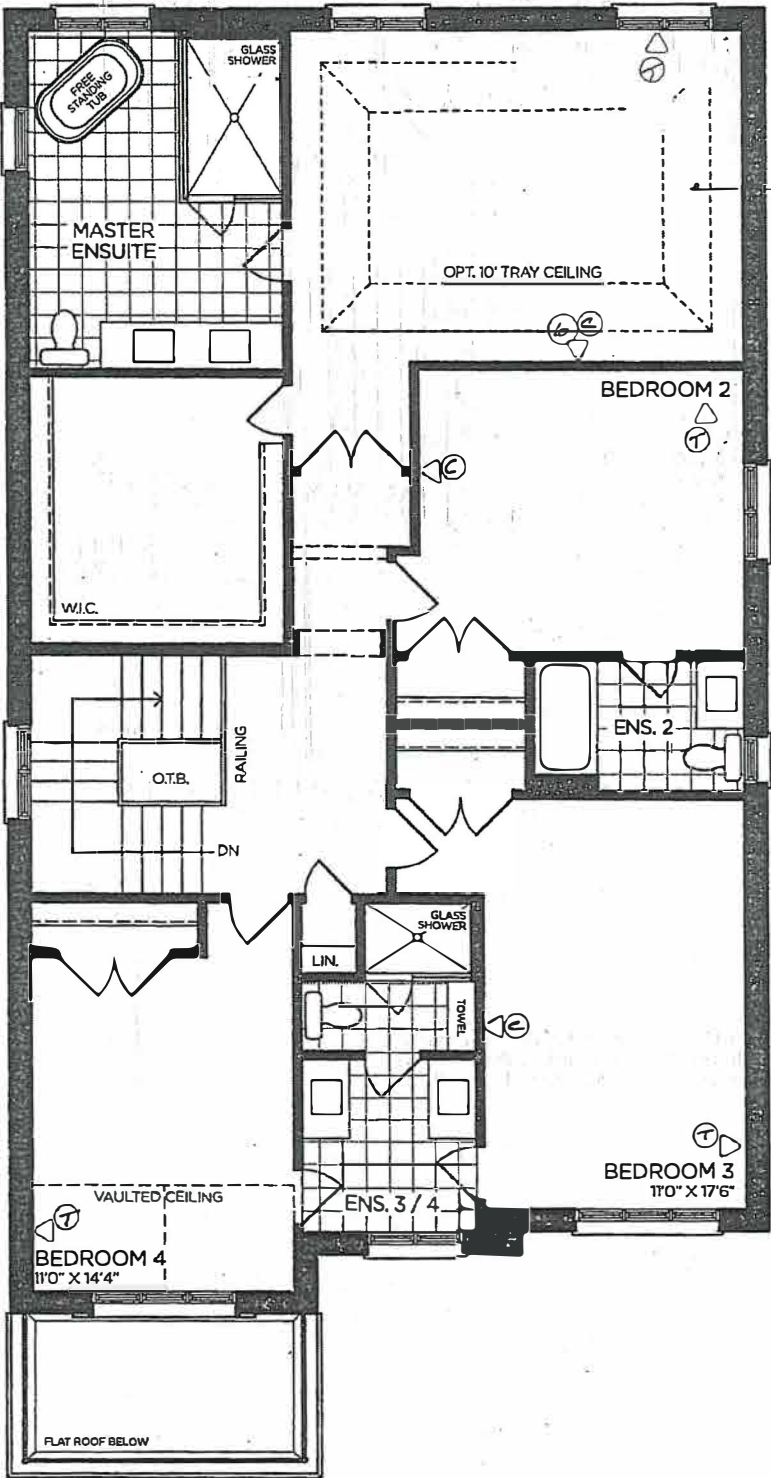 GLASS
SHOWER
FREE
STANDING
TUB
T
MASTER
ENSUITE
OPT. 10' TRAY CEILING
C
BEDROOM 2
T
C
W.I.C.
ENS. 2
RAILING
O.T.B.
DN
GLASS
SHOWER
LIN.
TOWEL
C
T
BEDROOM 3
11'0" X 17'6"
VAULTED CEILING
ENS. 3 / 4
T
BEDROOM 4
11'0" X 14'4"
FLAT ROOF BELOW